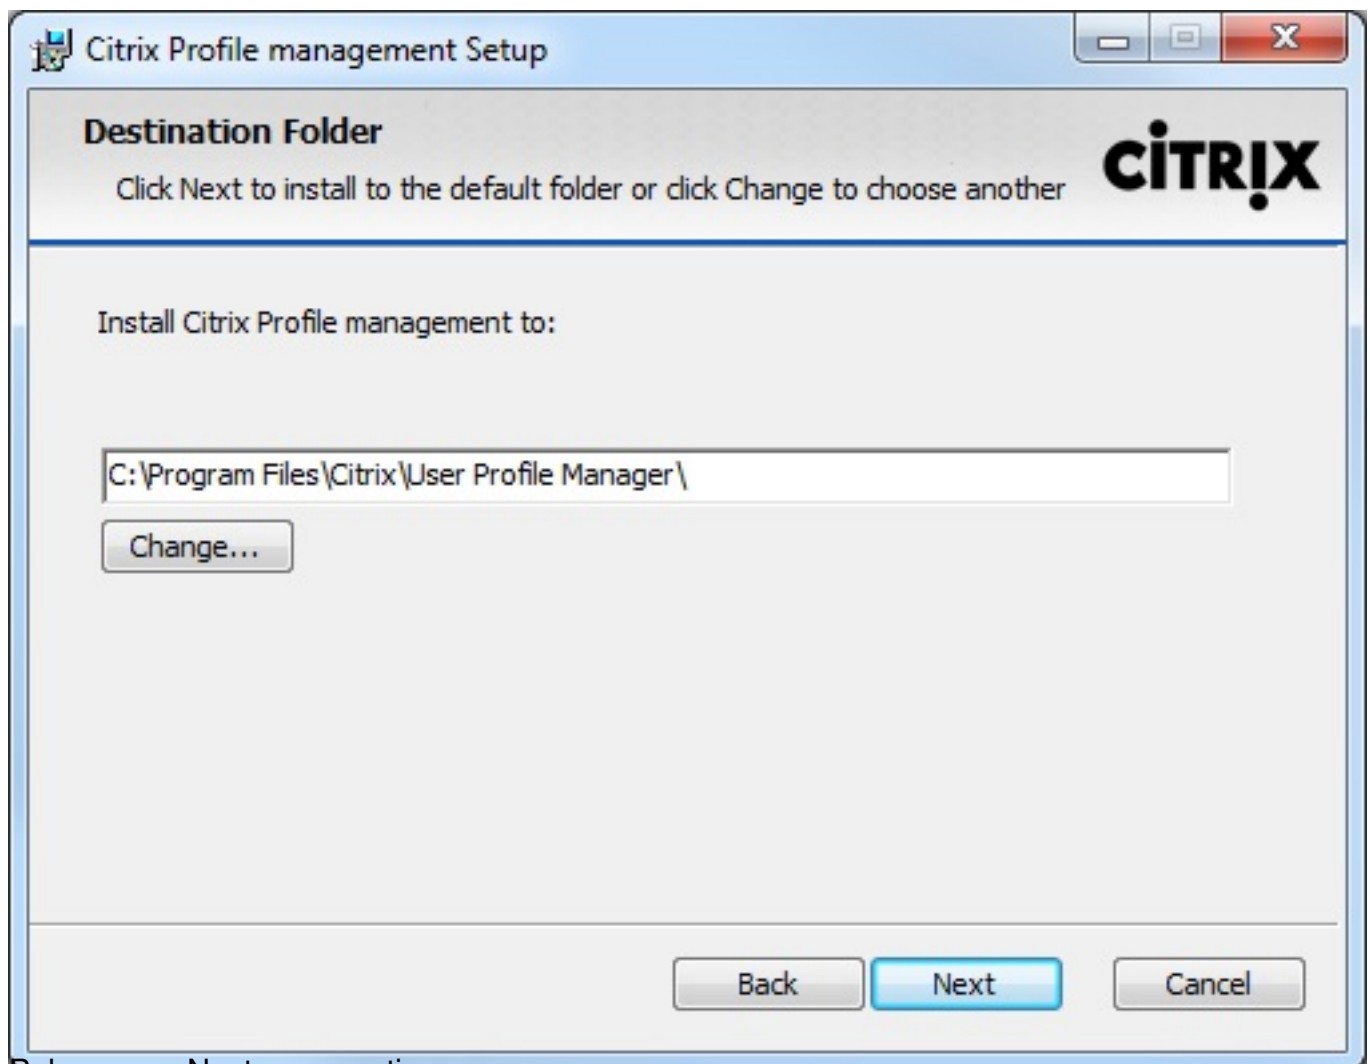 Citrix Profile management Setup
Destination Folder
Click Next to install to the default folder or click Change to choose another
CITRIX
Install Citrix Profile management to:
C:\Program Files\Citrix\User Profile Manager\
Change...
Back Next Cancel